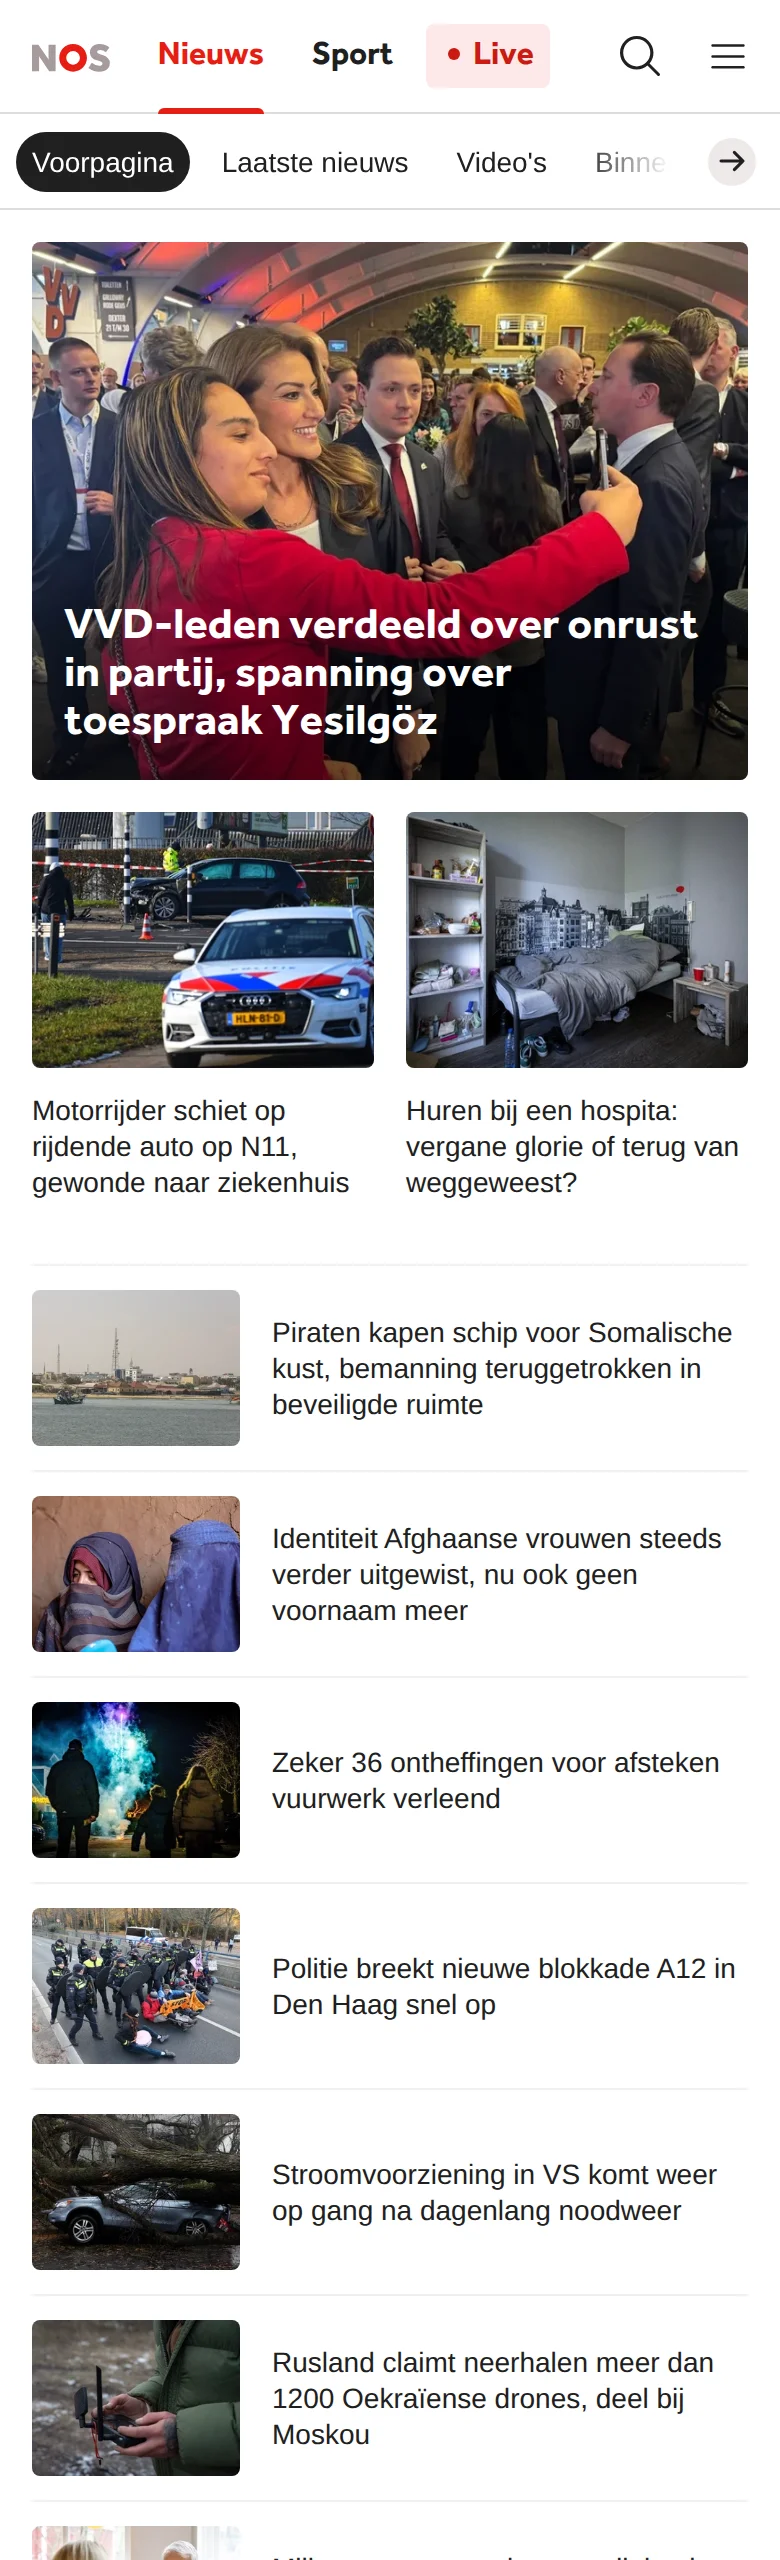 NOS Nieuws Sport Live
Voorpagina Laatste nieuws Video's Binne
VVD
TOILETTEN
VVD-leden verdeeld over onrust
in partij, spanning over
toespraak Yesilgöz
POLITIE
HLN-81-D
Motorrijder schiet op
rijdende auto op N11,
gewonde naar ziekenhuis
Huren bij een hospita:
vergane glorie of terug van
weggeweest?
Piraten kapen schip voor Somalische
kust, bemanning teruggetrokken in
beveiligde ruimte
Identiteit Afghaanse vrouwen steeds
verder uitgewist, nu ook geen
voornaam meer
Zeker 36 ontheffingen voor afsteken
vuurwerk verleend
Politie breekt nieuwe blokkade A12 in
Den Haag snel op
Stroomvoorziening in VS komt weer
op gang na dagenlang noodweer
Rusland claimt neerhalen meer dan
1200 Oekraïense drones, deel bij
Moskou